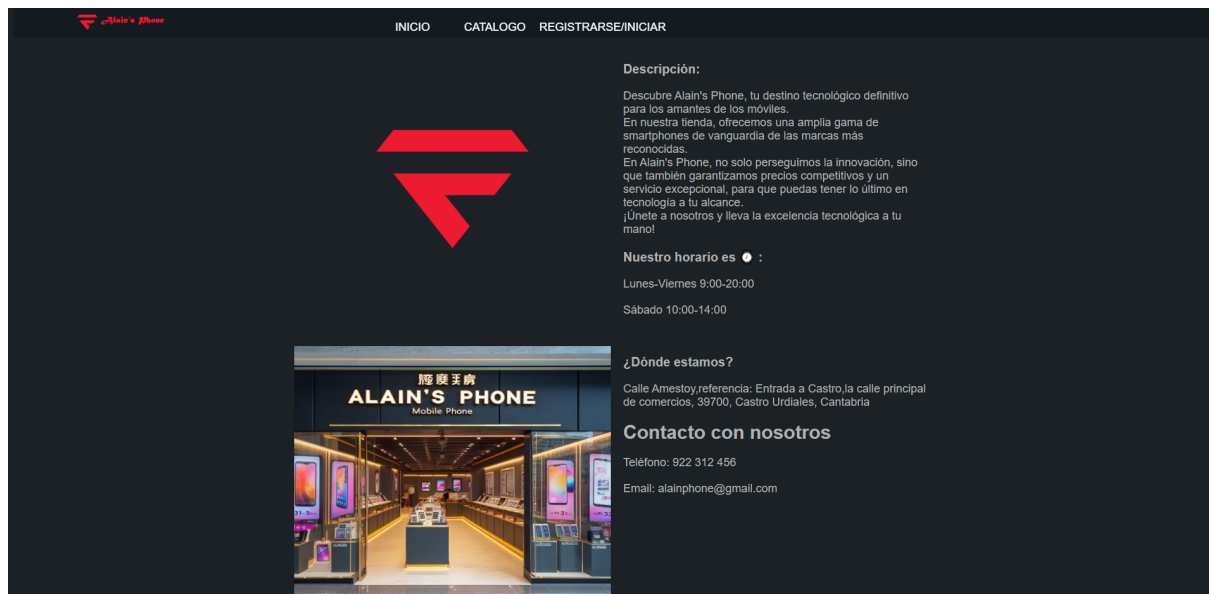 Alain's Phone
INICIO CATALOGO REGISTRARSE/INICIAR
Descripción:
Descubre Alain's Phone, tu destino tecnológico definitivo
para los amantes de los móviles.
En nuestra tienda, ofrecemos una amplia gama de
smartphones de vanguardia de las marcas más
reconocidas.
En Alain's Phone, no solo perseguimos la innovación, sino
que también garantizamos precios competitivos y un
servicio excepcional, para que puedas tener lo último en
tecnología a tu alcance.
¡Únete a nosotros y lleva la excelencia tecnológica a tu
mano!
Nuestro horario es 🕗 :
Lunes-Viernes 9:00-20:00
Sábado 10:00-14:00
ALAIN'S PHONE
Mobile Phone
¿Dónde estamos?
Calle Amestoy,referencia: Entrada a Castro,la calle principal
de comercios, 39700, Castro Urdiales, Cantabria
Contacto con nosotros
Teléfono: 922 312 456
Email: alainphone@gmail.com